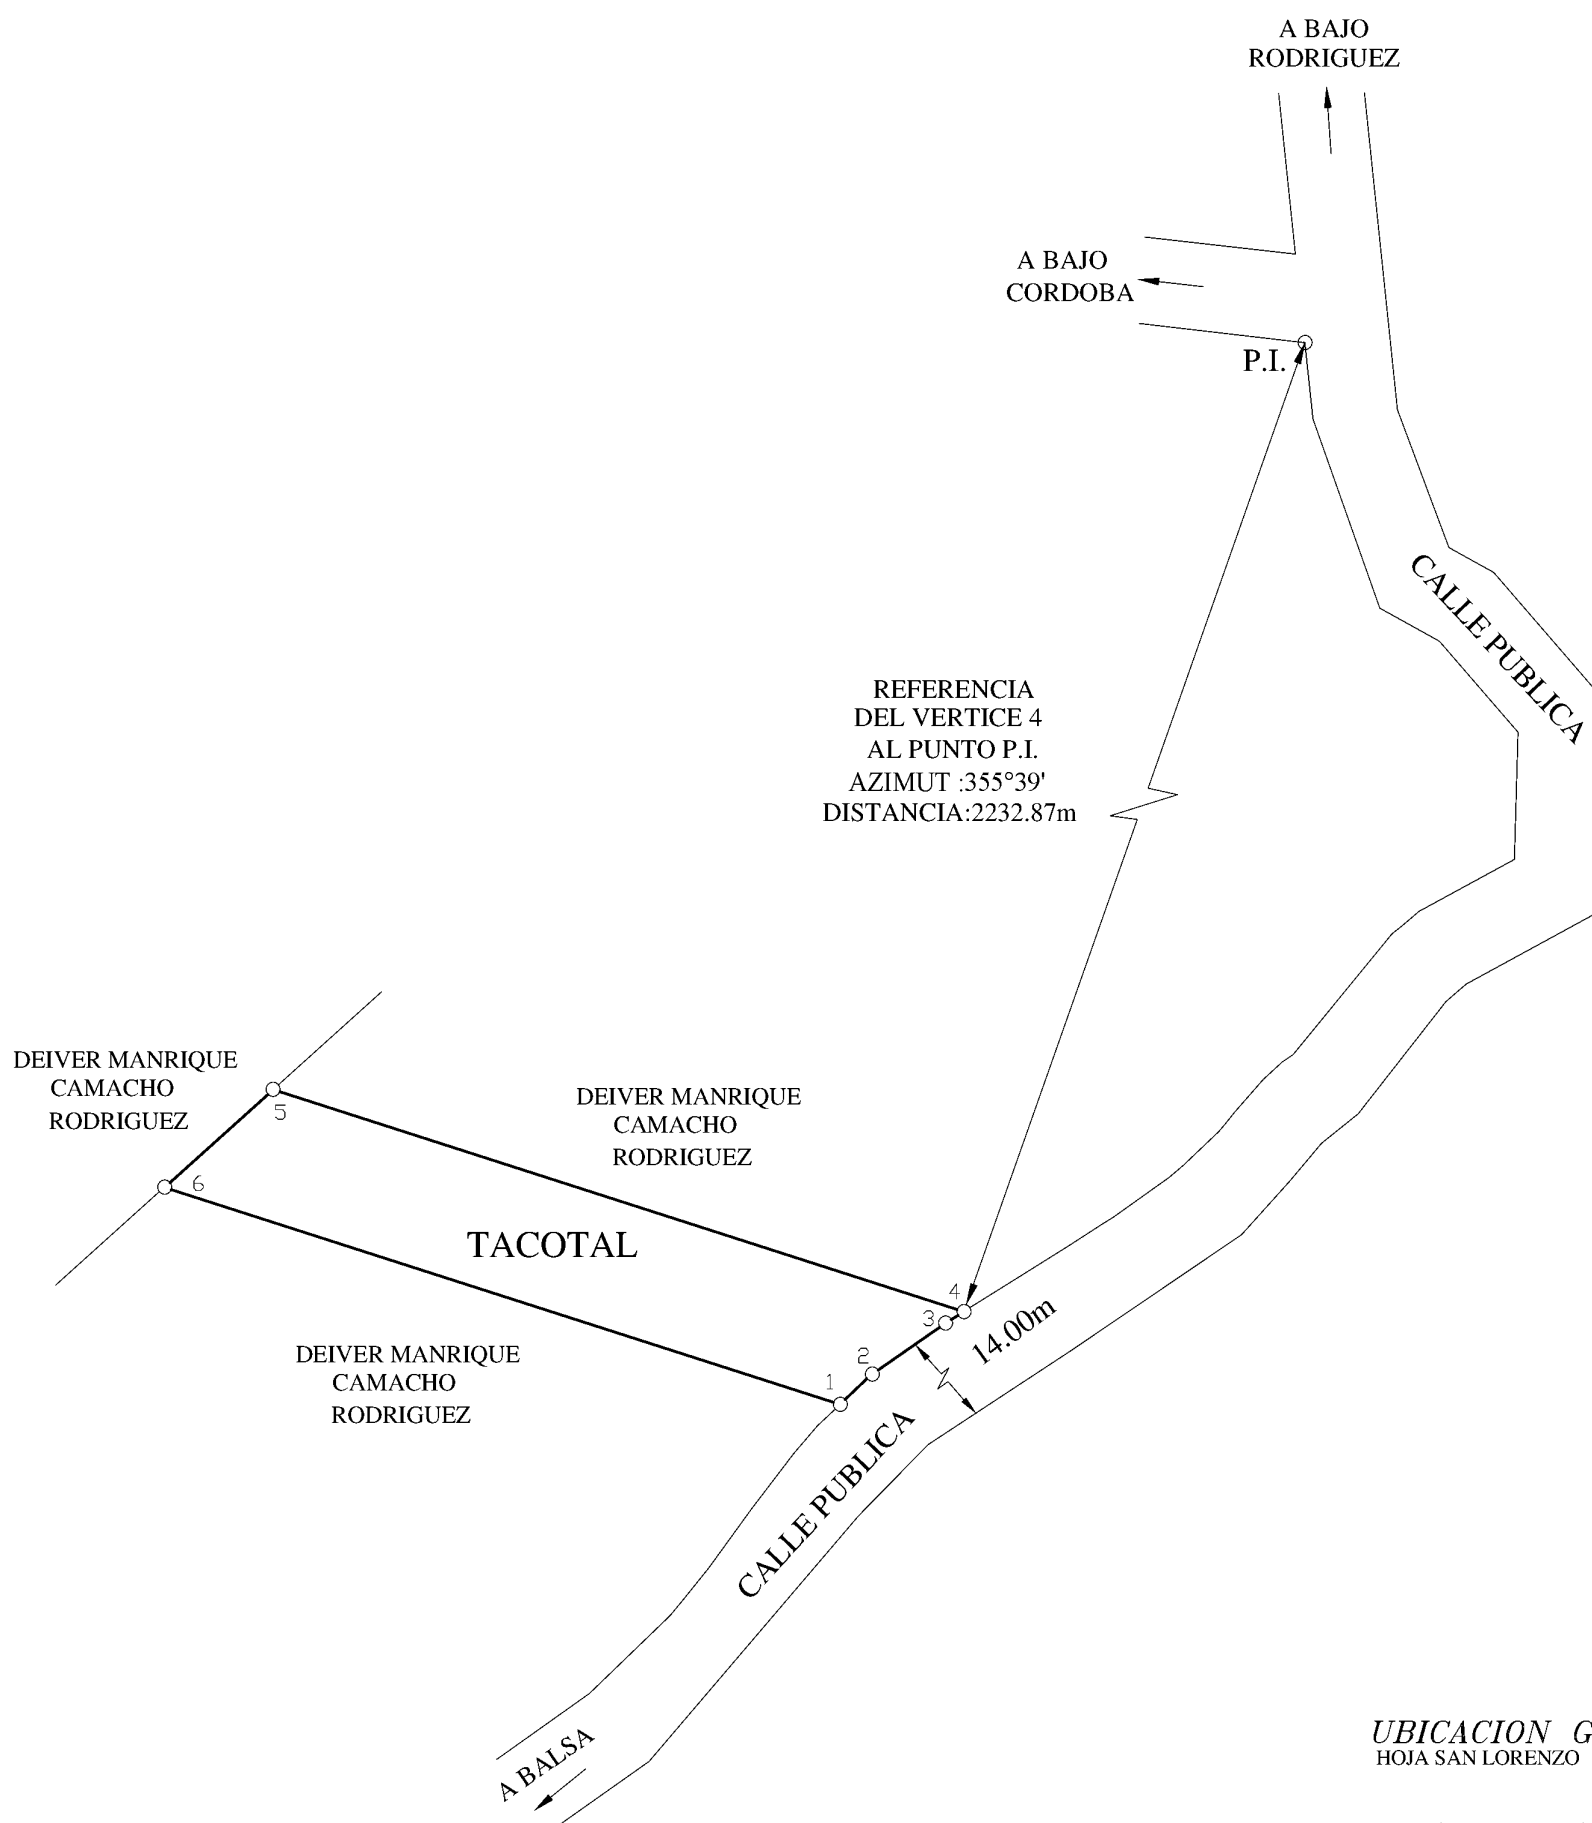 A BAJO
RODRIGUEZ
A BAJO
CORDOBA
P.I.
CALLE PUBLICA
REFERENCIA
DEL VERTICE 4
AL PUNTO P.I.
AZIMUT :355°39'
DISTANCIA:2232.87m
DEIVER MANRIQUE
CAMACHO
RODRIGUEZ
5
DEIVER MANRIQUE
CAMACHO
RODRIGUEZ
6
TACOTAL
4
3
14.00m
2
1
DEIVER MANRIQUE
CAMACHO
RODRIGUEZ
CALLE PUBLICA
A BALSA
UBICACION G
HOJA SAN LORENZO